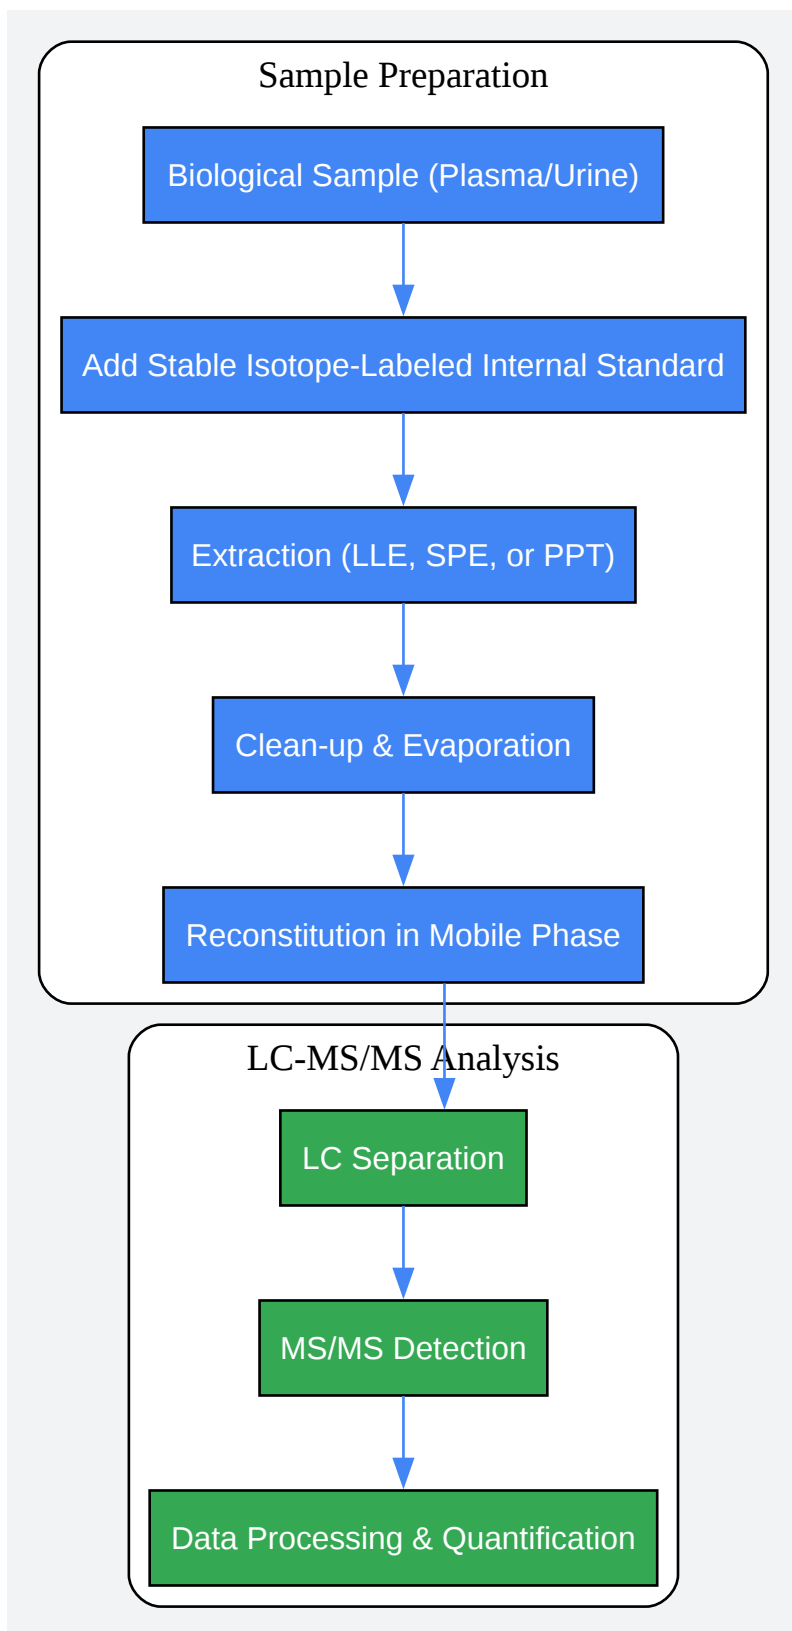 Sample Preparation
Biological Sample (Plasma/Urine)
Add Stable Isotope-Labeled Internal Standard
Extraction (LLE, SPE, or PPT)
Clean-up & Evaporation
Reconstitution in Mobile Phase
LC-MS/MS Analysis
LC Separation
MS/MS Detection
Data Processing & Quantification